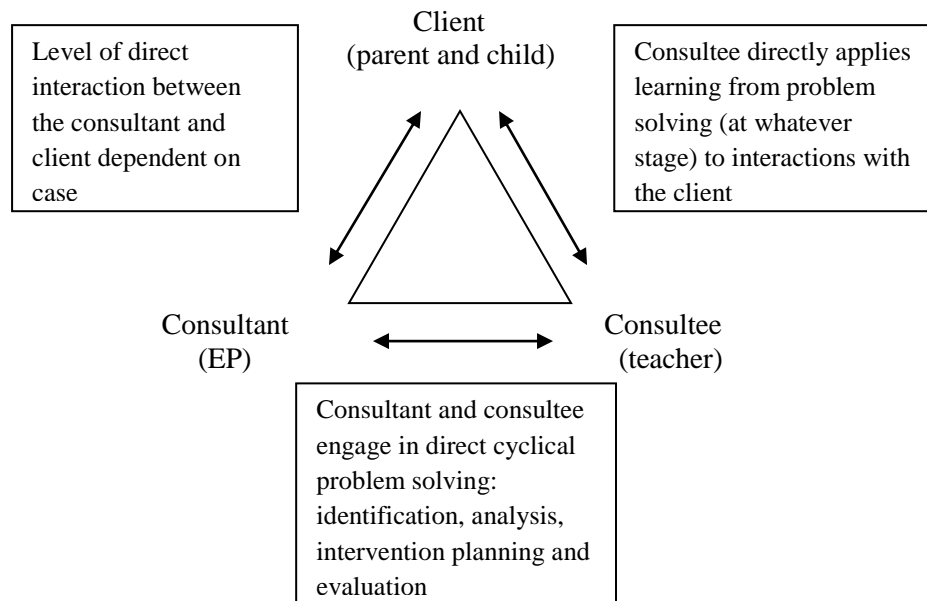 Client
(parent and child)
Level of direct
interaction between
the consultant and
client dependent on
case
Consultee directly applies
learning from problem
solving (at whatever
stage) to interactions with
the client
Consultant
(EP)
Consultee
(teacher)
Consultant and consultee
engage in direct cyclical
problem solving:
identification, analysis,
intervention planning and
evaluation